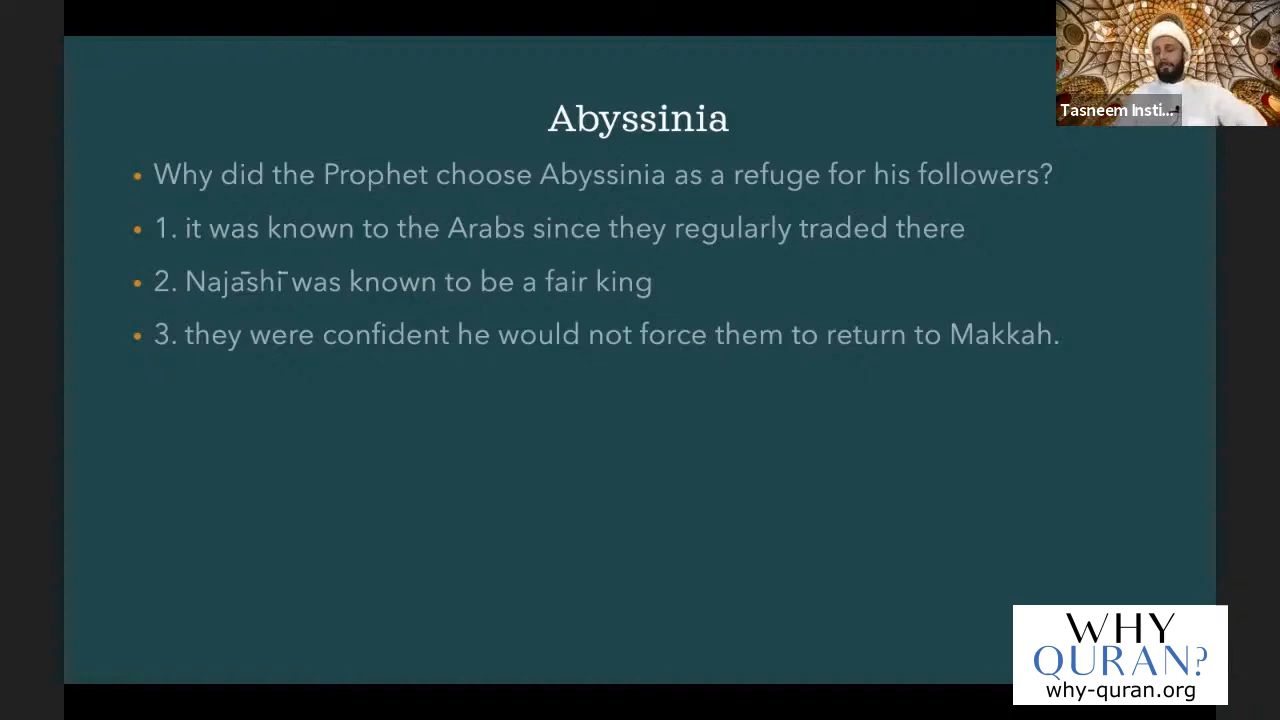 Tasneem Insti...
Abyssinia
• Why did the Prophet choose Abyssinia as a refuge for his followers?
• 1. it was known to the Arabs since they regularly traded there
• 2. Najāshī was known to be a fair king
• 3. they were confident he would not force them to return to Makkah.
WHY
QURAN?
why-quran.org